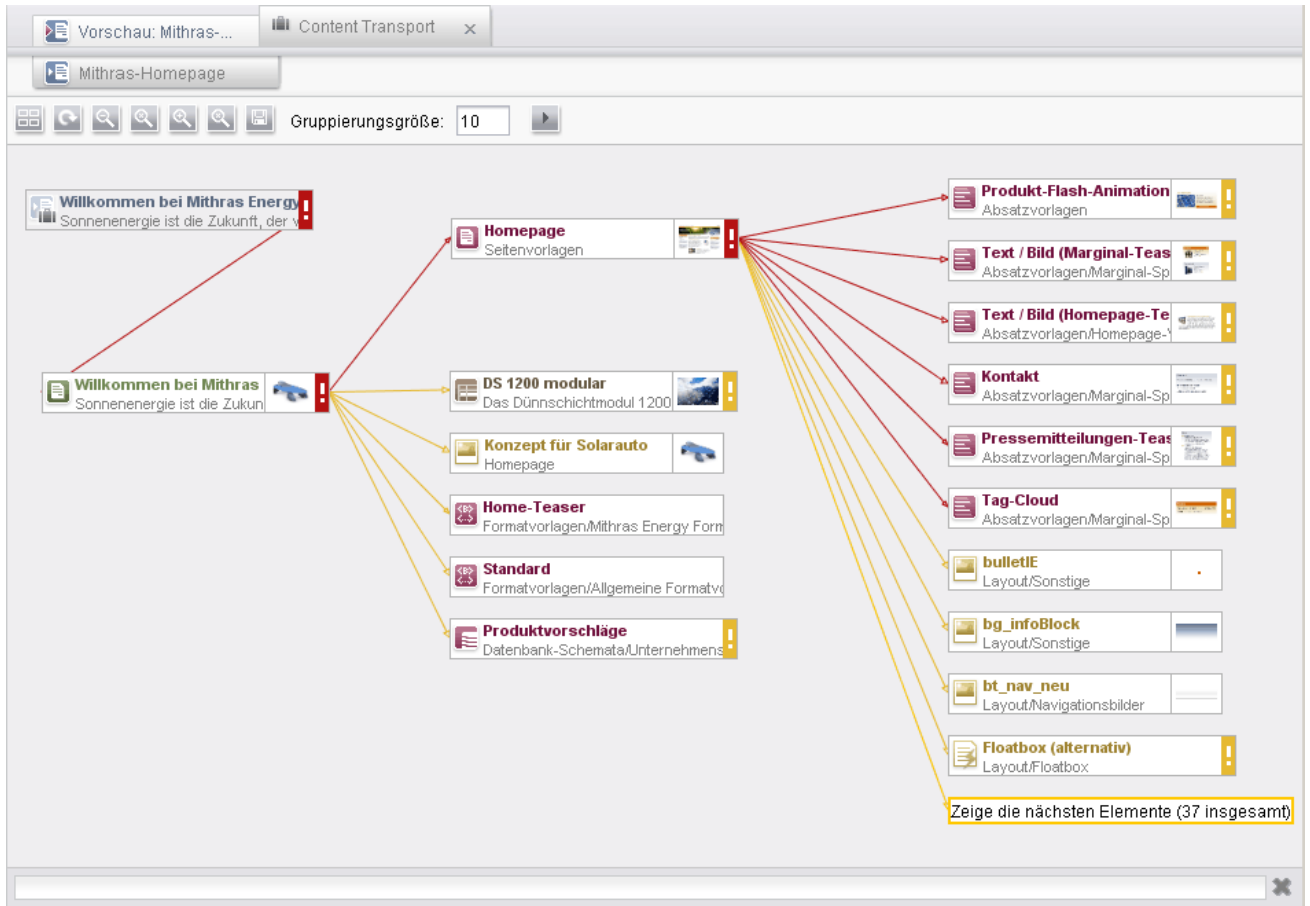 Vorschau: Mithras-...
Content Transport
Mithras-Homepage
Gruppierungsgröße: 10
Willkommen bei Mithras Energy
Sonnenenergie ist die Zukunft, der v
Willkommen bei Mithras
Sonnenenergie ist die Zukun
Homepage
Seitenvorlagen
DS 1200 modular
Das Dünnschichtmodul 1200
Konzept für Solarauto
Homepage
Home-Teaser
Formatvorlagen/Mithras Energy Form
Standard
Formatvorlagen/Allgemeine Formatvo
Produktvorschläge
Datenbank-Schemata/Unternehmens
Produkt-Flash-Animation
Absatzvorlagen
Text / Bild (Marginal-Teas
Absatzvorlagen/Marginal-Sp
Text / Bild (Homepage-Te
Absatzvorlagen/Homepage-
Kontakt
Absatzvorlagen/Marginal-Sp
Pressemitteilungen-Teas
Absatzvorlagen/Marginal-Sp
Tag-Cloud
Absatzvorlagen/Marginal-Sp
bulletIE
Layout/Sonstige
bg_infoBlock
Layout/Sonstige
bt_nav_neu
Layout/Navigationsbilder
Floatbox (alternativ)
Layout/Floatbox
Zeige die nächsten Elemente (37 insgesamt)